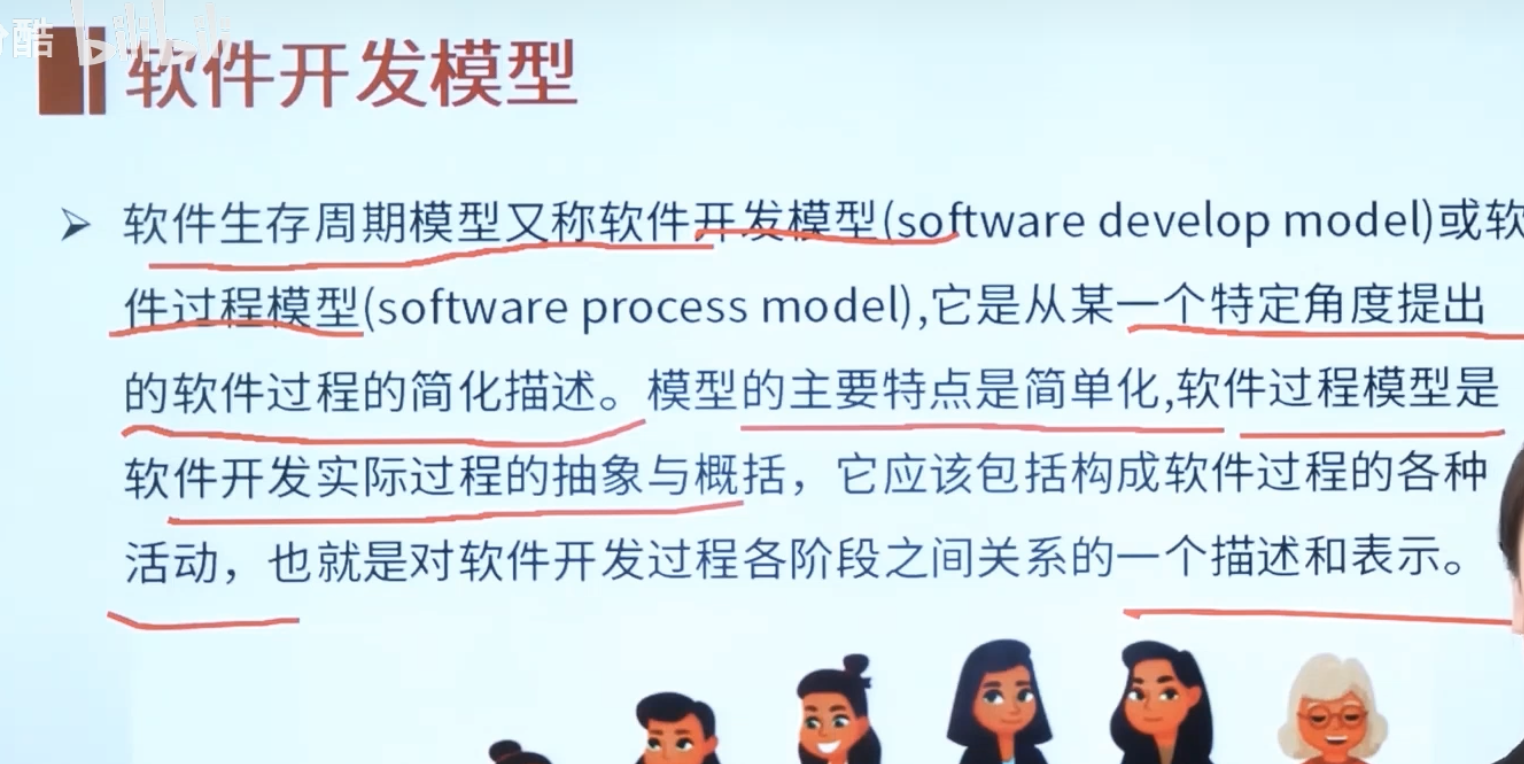 酷 bilibili
软件开发模型
软件生存周期模型又称软件开发模型(software develop model)或软
件过程模型(software process model),它是从某一个特定角度提出
的软件过程的简化描述。模型的主要特点是简单化,软件过程模型是
软件开发实际过程的抽象与概括，它应该包括构成软件过程的各种
活动，也就是对软件开发过程各阶段之间关系的一个描述和表示。